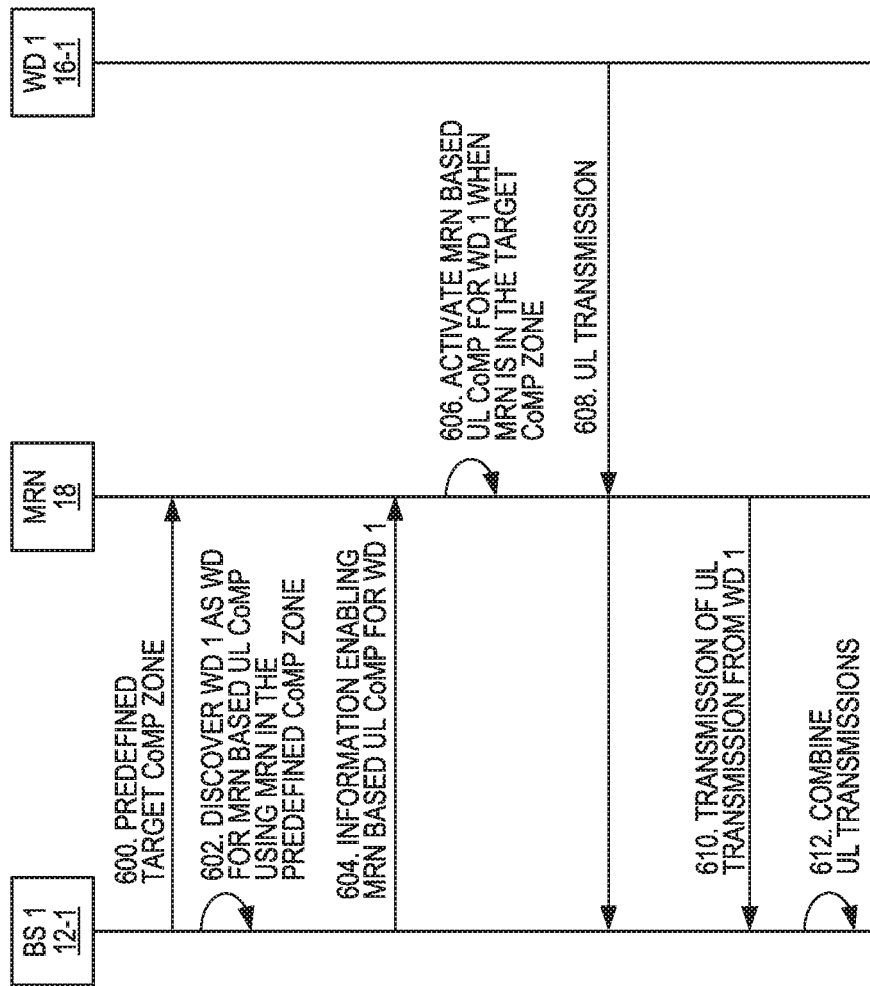 BS 1
12-1
MRN
18
WD 1
16-1
600. PREDEFINED
TARGET CoMP ZONE
602. DISCOVER WD 1 AS WD
FOR MRN BASED UL CoMP
USING MRN IN THE
PREDEFINED CoMP ZONE
604. INFORMATION ENABLING
MRN BASED UL CoMP FOR WD 1
606. ACTIVATE MRN BASED
UL CoMP FOR WD 1 WHEN
MRN IS IN THE TARGET
CoMP ZONE
608. UL TRANSMISSION
610. TRANSMISSION OF UL
TRANSMISSION FROM WD 1
612. COMBINE
UL TRANSMISSIONS